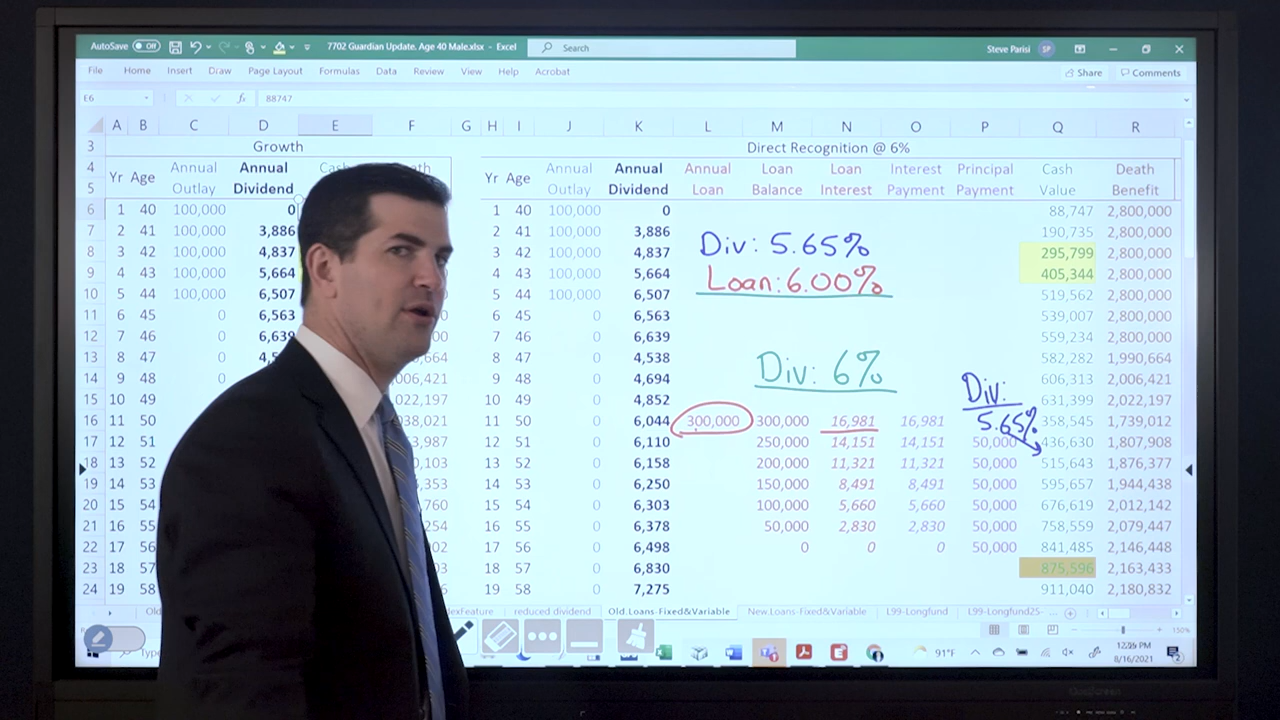 AutoSave Off 7702 Guardian Update. Age 40 Male.xlsx - Excel Search Steve Parisi SP
File Home Insert Draw Page Layout Formulas Data Review View Help Acrobat Share Comments
E6 fx 88747
A B C D E F G H I J K L M N O P Q R
3 Growth Direct Recognition @ 6%
4 Yr Age Annual Annual Yr Age Annual Annual Annual Loan Loan Interest Principal Cash Death
5 Outlay Dividend Outlay Dividend Loan Balance Interest Payment Payment Value Benefit
6 1 40 100,000 0 1 40 100,000 0 88,747 2,800,000
7 2 41 100,000 3,886 2 41 100,000 3,886 190,735 2,800,000
Div: 5.65%
8 3 42 100,000 4,837 3 42 100,000 4,837 295,799 2,800,000
Loan: 6.00%
9 4 43 100,000 5,664 4 43 100,000 5,664 405,344 2,800,000
10 5 44 100,000 6,507 5 44 100,000 6,507 519,562 2,800,000
11 6 45 0 6,563 6 45 0 6,563 539,007 2,800,000
12 7 46 0 6,639 7 46 0 6,639 559,234 2,800,000
13 8 47 0 8 47 0 4,538 582,282 1,990,664
Div: 6%
14 9 48 0 006,421 9 48 0 4,694 606,313 2,006,421
Div:
15 10 49 022,197 10 49 0 4,852 631,399 2,022,197
16 11 50 038,021 11 50 0 6,044 300,000 300,000 16,981 16,981 358,545 1,739,012
5.65%
17 12 51 12 51 0 6,110 250,000 14,151 14,151 50,000 436,630 1,807,908
18 13 52 13 52 0 6,158 200,000 11,321 11,321 50,000 515,643 1,876,377
19 14 53 14 53 0 6,250 150,000 8,491 8,491 50,000 595,657 1,944,438
20 15 54 15 54 0 6,303 100,000 5,660 5,660 50,000 676,619 2,012,142
21 16 55 16 55 0 6,378 50,000 2,830 2,830 50,000 758,559 2,079,447
22 17 56 17 56 0 6,498 0 0 0 50,000 841,485 2,146,448
23 18 57 18 57 0 6,830 875,596 2,163,433
24 19 58 19 58 0 7,275 911,040 2,180,832
reduced dividend Old.Loans-Fixed&Variable New.Loans-Fixed&Variable L99-Longfund L99-Longfund25-
150%
91°F PM
8/16/2021